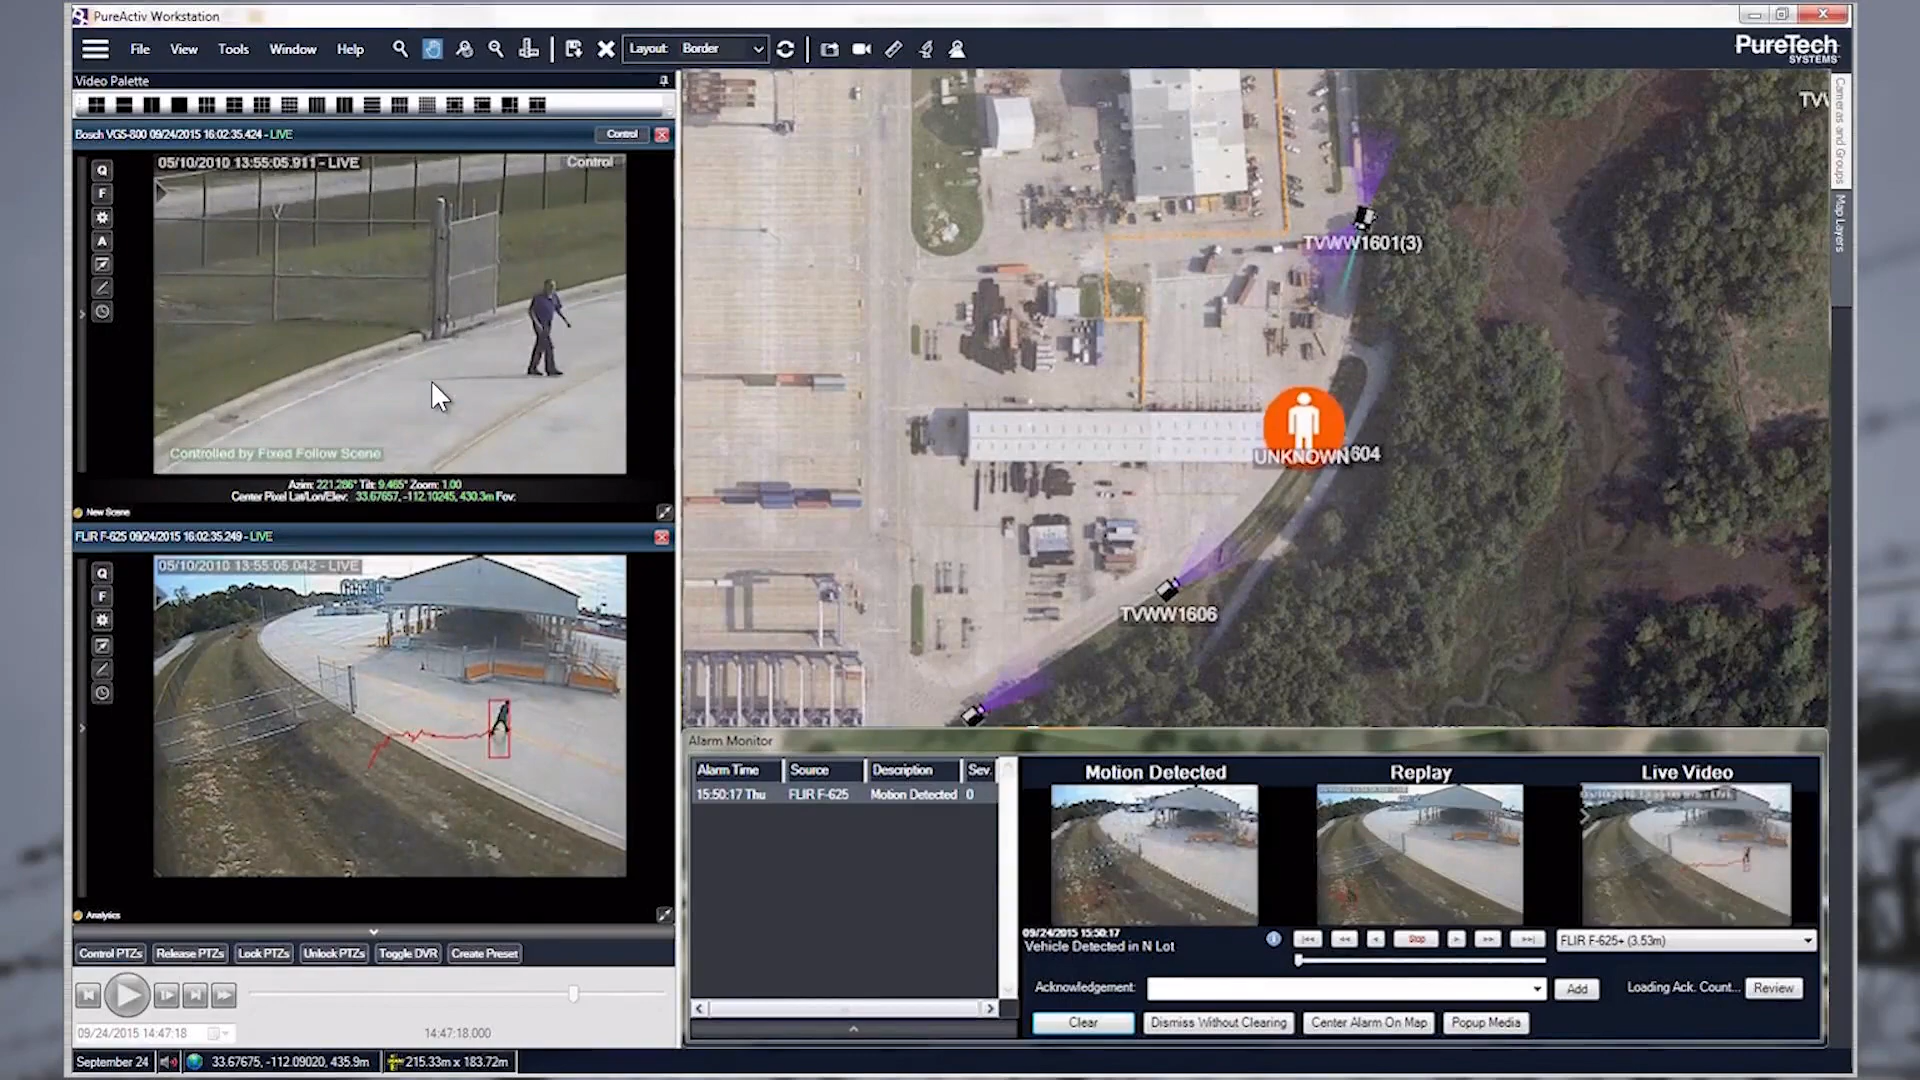 PureActiv Workstation
File View Tools Window Help
Layout: Border
PureTech
SYSTEMS
Video Palette
Bosch VGS-800 09/24/2015 16:02:35.424 - LIVE
Control
Q
F
A
05/10/2010 13:55:05.911 - LIVE
Control
Controlled by Fixed Follow Scene
Azim: 221.286° Tilt: 9.465° Zoom: 1.00
Center Pixel Lat/Lon/Elev: 33.67657, -112.10245, 430.3m Fov:
New Scene
FLIR F-625 09/24/2015 16:02:35.249 - LIVE
Q
F
05/10/2010 13:55:05.042 - LIVE
Analytics
Control PTZs Release PTZs Lock PTZs Unlock PTZs Toggle DVR Create Preset
09/24/2015 14:47:18
14:47:18.000
September 24
33.67675, -112.09020, 435.9m
215.33m x 183.72m
TVWW1601(3)
UNKNOWN
1604
TVWW1606
Cameras and Groups
Map Layers
Alarm Monitor
Alarm Time Source Description Sev.
15:50:17 Thu FLIR F-625 Motion Detected 0
Motion Detected
Replay
Live Video
09/24/2015 15:50:17
Vehicle Detected in N Lot
Stop
FLIR F-625+ (3.53m)
Acknowledgement:
Add
Loading Ack. Count...
Review
Clear
Dismiss Without Clearing
Center Alarm On Map
Popup Media